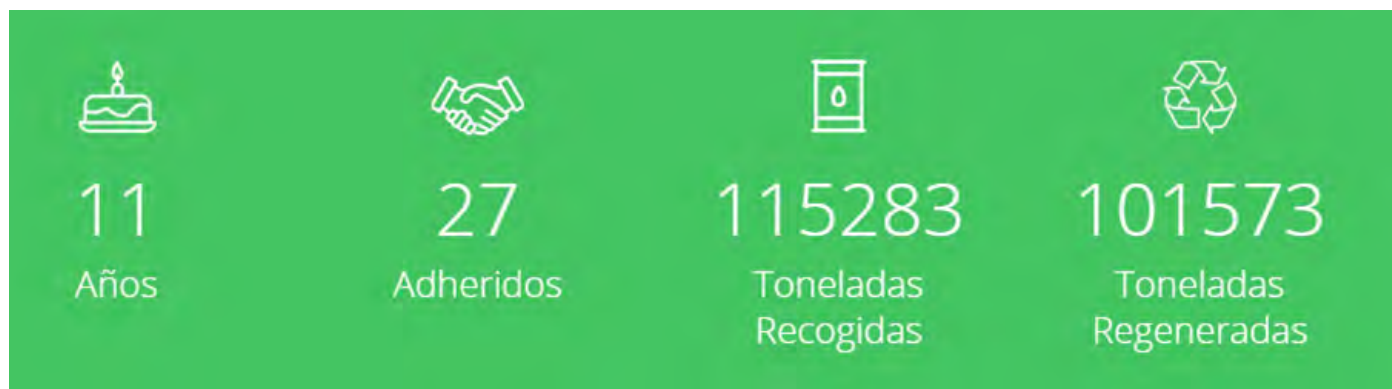 11
Años
27
Adheridos
115283
Toneladas
Recogidas
101573
Toneladas
Regeneradas